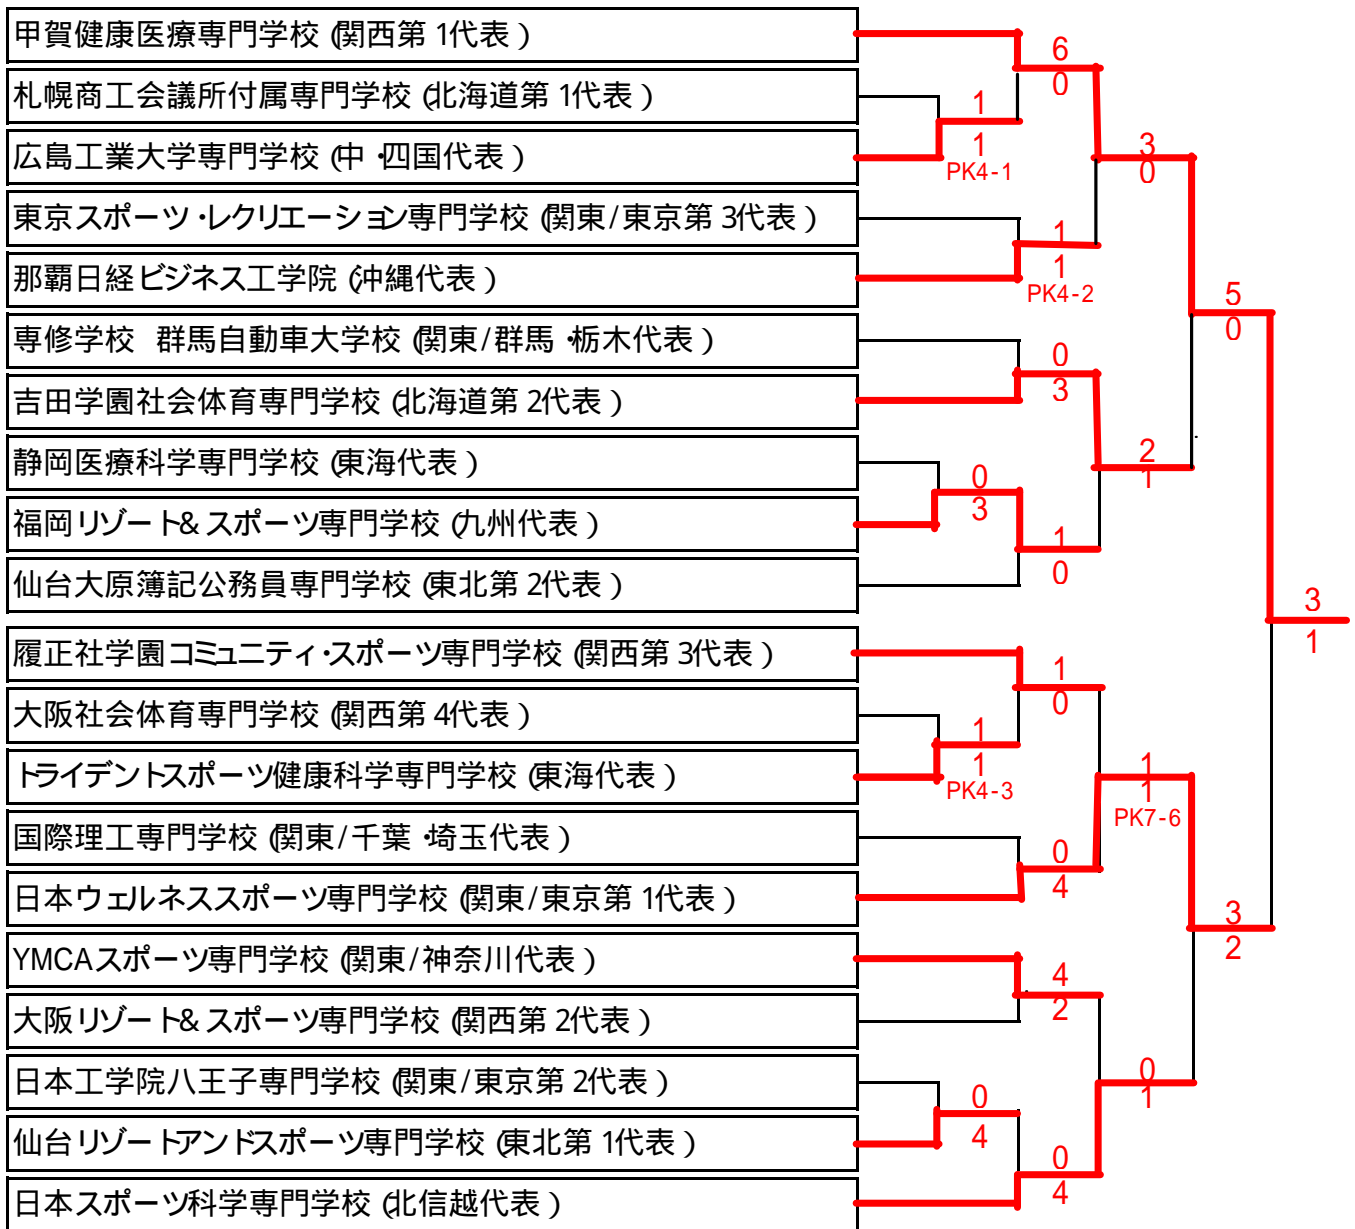 甲賀健康医療専門学校 (関西第1代表)
6
0
札幌商工会議所付属専門学校 (北海道第1代表)
1
広島工業大学専門学校 (中・四国代表)
1
PK4-1
3
0
東京スポーツ・レクリエーション専門学校 (関東/東京第3代表)
1
那覇日経ビジネス工学院 (沖縄代表)
1
PK4-2
5
0
専修学校 群馬自動車大学校 (関東/群馬・栃木代表)
0
吉田学園社会体育専門学校 (北海道第2代表)
3
静岡医療科学専門学校 (東海代表)
2
1
0
福岡リゾート&スポーツ専門学校 (九州代表)
3
1
0
仙台大原簿記公務員専門学校 (東北第2代表)
3
1
履正社学園コミュニティ・スポーツ専門学校 (関西第3代表)
1
0
大阪社会体育専門学校 (関西第4代表)
1
トライデントスポーツ健康科学専門学校 (東海代表)
1
PK4-3
1
1
PK7-6
国際理工専門学校 (関東/千葉・埼玉代表)
0
日本ウェルネススポーツ専門学校 (関東/東京第1代表)
4
3
2
YMCAスポーツ専門学校 (関東/神奈川代表)
4
大阪リゾート&スポーツ専門学校 (関西第2代表)
2
日本工学院八王子専門学校 (関東/東京第2代表)
0
0
1
仙台リゾートアンドスポーツ専門学校 (東北第1代表)
4
0
日本スポーツ科学専門学校 (北信越代表)
4